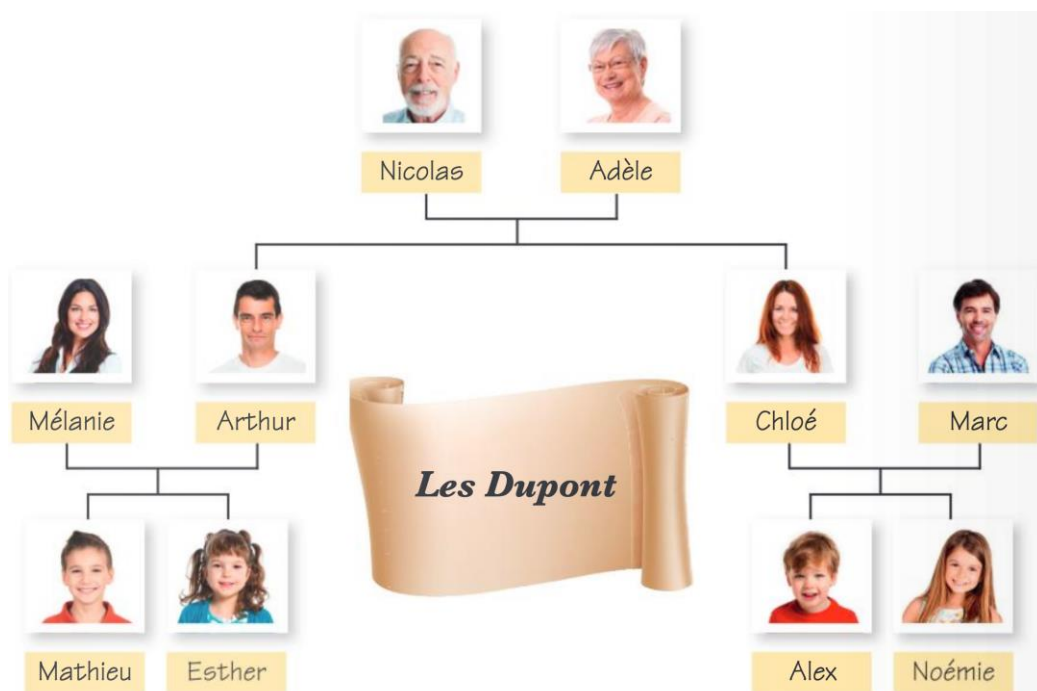 Nicolas
Adèle
Mélanie
Arthur
Chloé
Marc
Les Dupont
Mathieu
Esther
Alex
Noémie